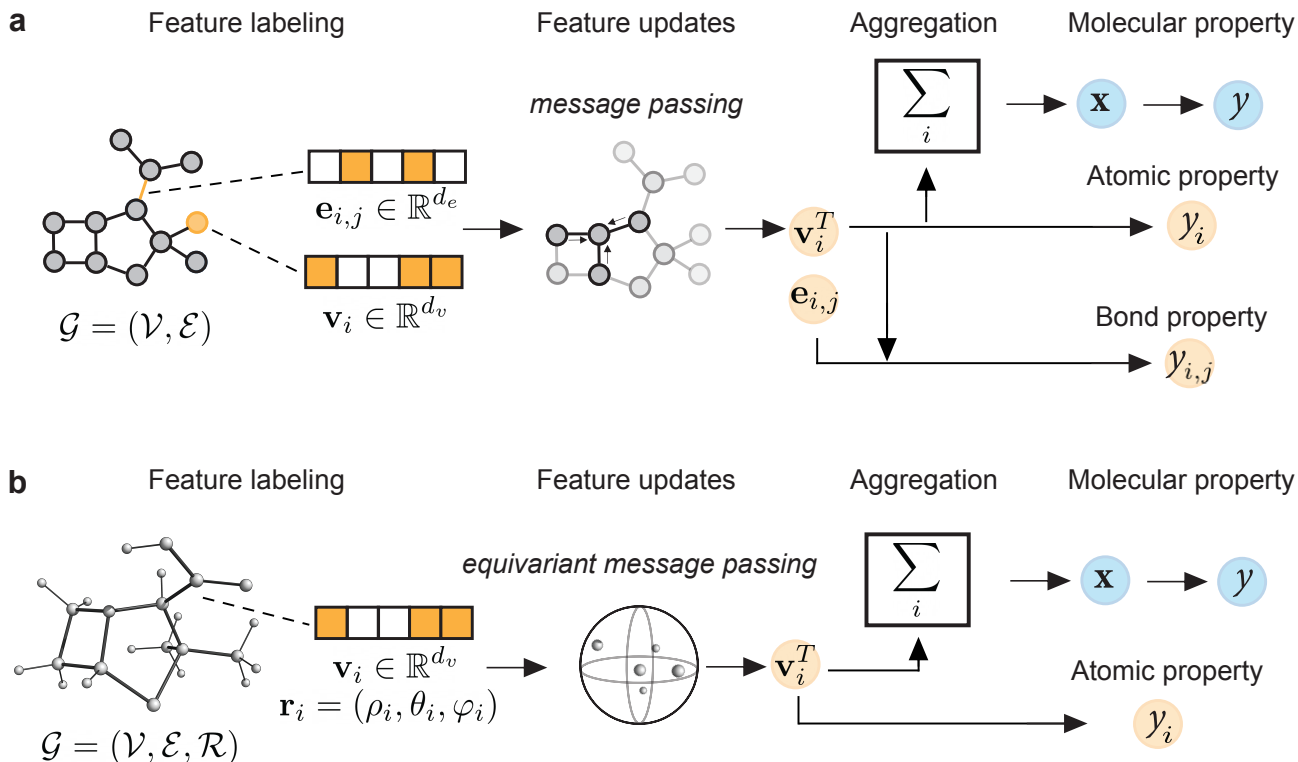 a
Feature labeling
Feature updates
Aggregation
Molecular property
message passing
∑
i
x
y
e_{i,j} ∈ ℝ^{d_e}
v_i ∈ ℝ^{d_v}
𝒢 = (𝒱, ℰ)
v_i^T
e_{i,j}
Atomic property
y_i
Bond property
y_{i,j}
b
Feature labeling
Feature updates
Aggregation
Molecular property
equivariant message passing
∑
i
x
y
v_i ∈ ℝ^{d_v}
r_i = (ρ_i, θ_i, φ_i)
𝒢 = (𝒱, ℰ, ℛ)
v_i^T
Atomic property
y_i